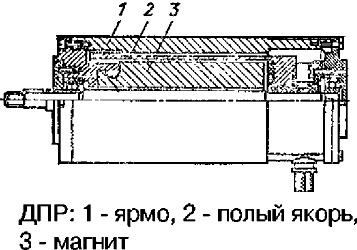 1 2 3
ДПР: 1 - ярмо, 2 - полый якорь,
3 - магнит